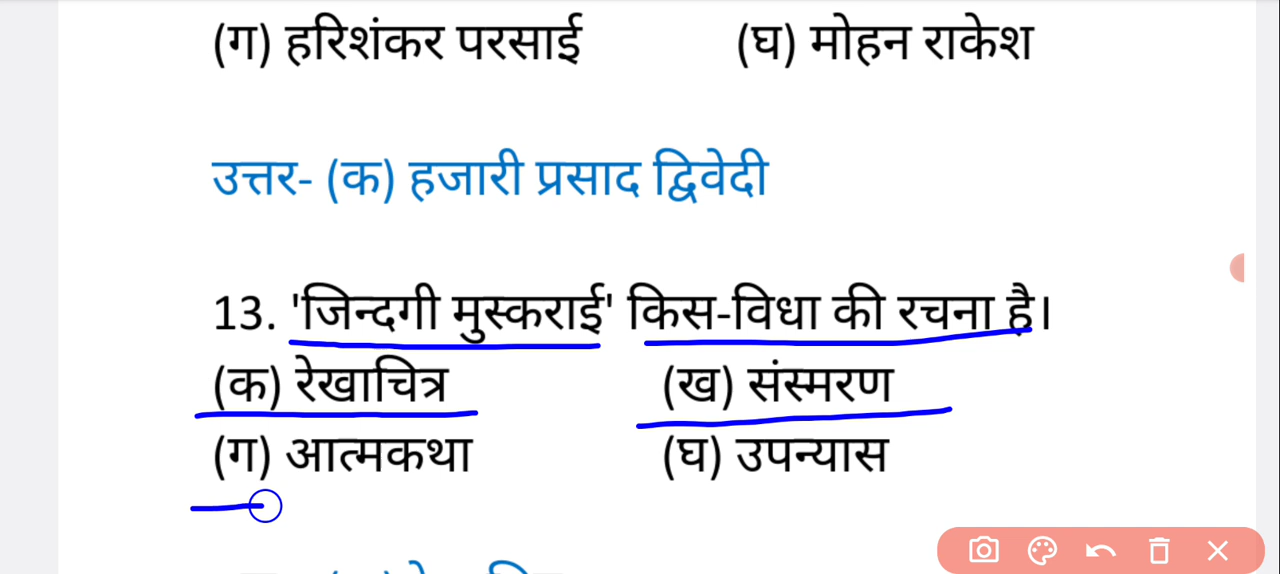 (ग) हरिशंकर परसाई (घ) मोहन राकेश
उत्तर- (क) हजारी प्रसाद द्विवेदी
13. 'जिन्दगी मुस्कराई' किस-विधा की रचना है।
(क) रेखाचित्र (ख) संस्मरण
(ग) आत्मकथा (घ) उपन्यास